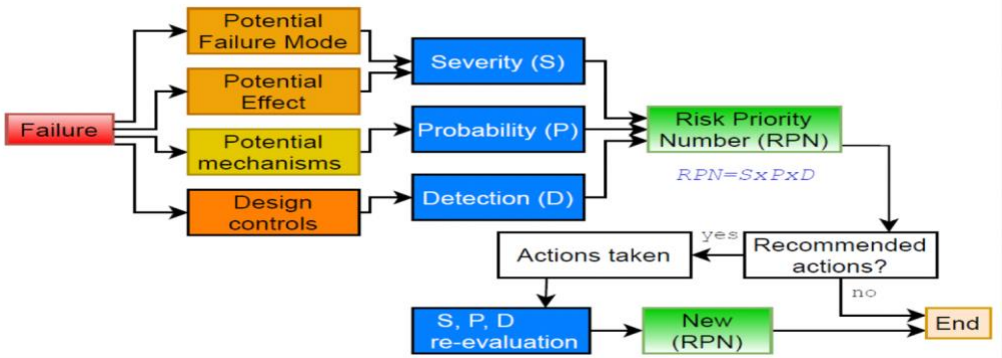 Potential
Failure Mode
Severity (S)
Potential
Effect
Failure
Probability (P)
Risk Priority
Number (RPN)
Potential
mechanisms
RPN=SxPxD
Design
controls
Detection (D)
yes
Actions taken
Recommended
actions?
no
S, P, D
re-evaluation
New
(RPN)
End